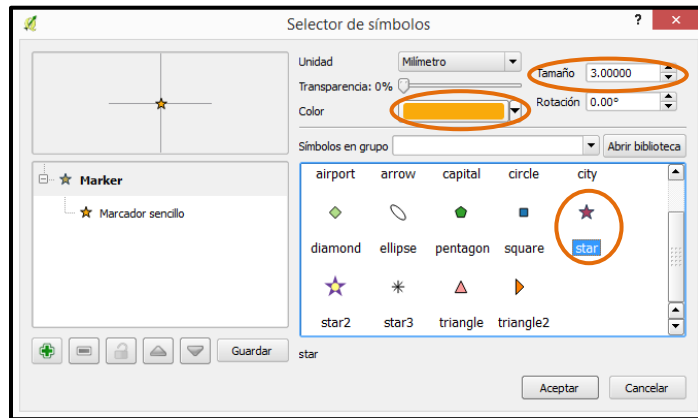 Selector de símbolos
?
Unidad
Milímetro
Tamaño
3.00000
Transparencia: 0%
Rotación
0.00°
Color
Símbolos en grupo
Abrir biblioteca
Marker
Marcador sencillo
airport arrow capital circle city
diamond ellipse pentagon square star
star2 star3 triangle triangle2
Guardar
star
Aceptar
Cancelar